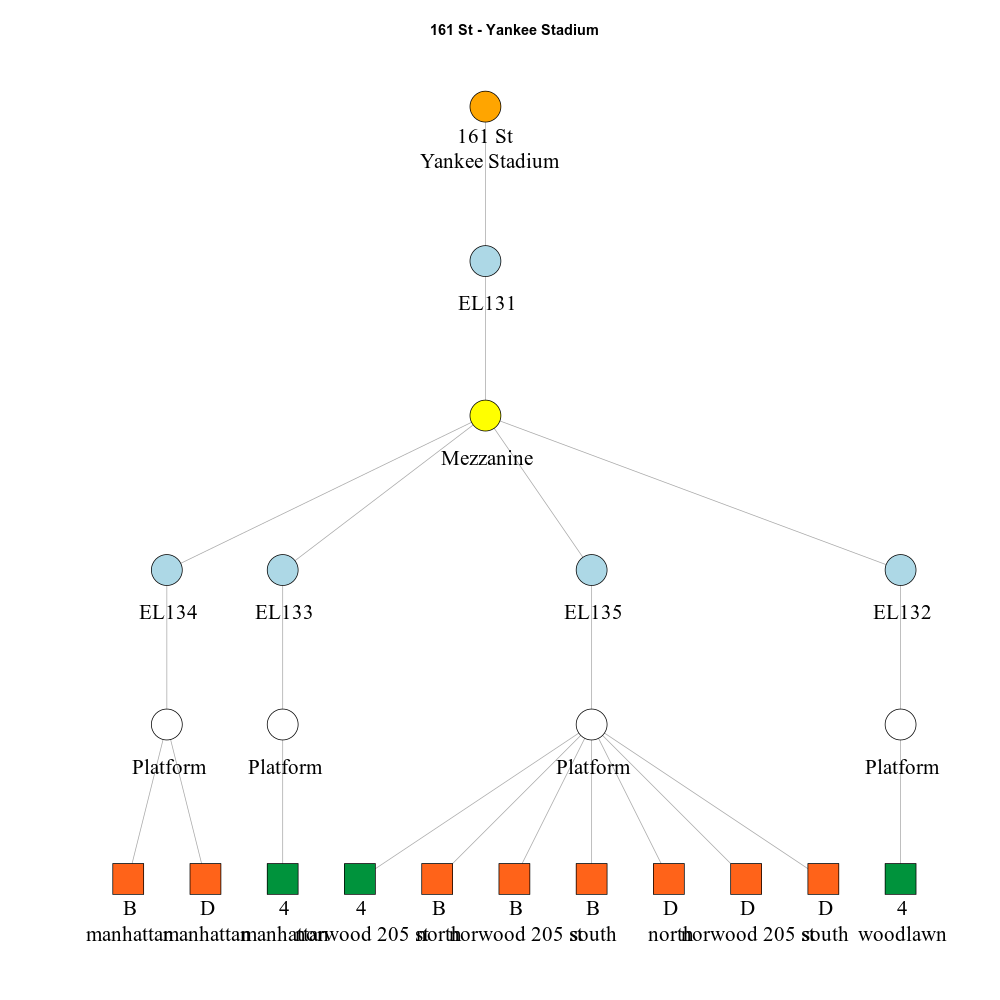 161 St - Yankee Stadium
161 St
Yankee Stadium
EL131
Mezzanine
EL134 EL133 EL135 EL132
Platform Platform Platform Platform
B D 4 4 B B B D D D 4
manhattan manhattan manhattan norwood 205 st north norwood 205 st south north norwood 205 st south woodlawn